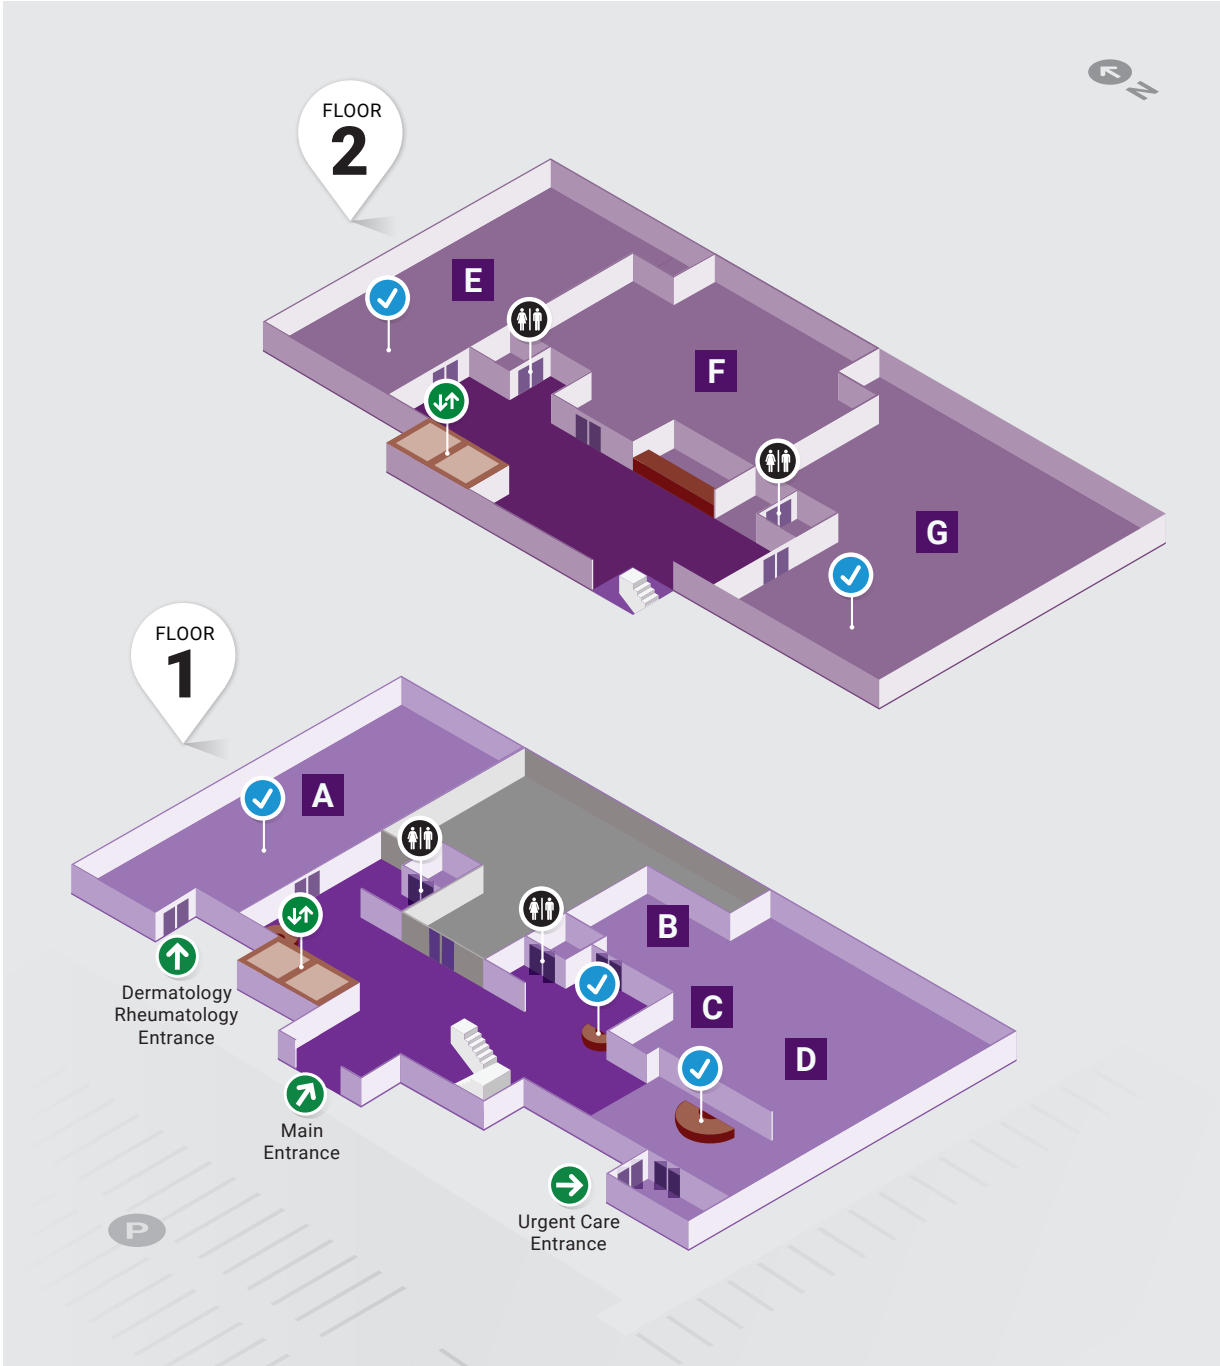 N
FLOOR
2
E
F
G
FLOOR
1
A
B
C
D
Dermatology
Rheumatology
Entrance
Main
Entrance
Urgent Care
Entrance
P